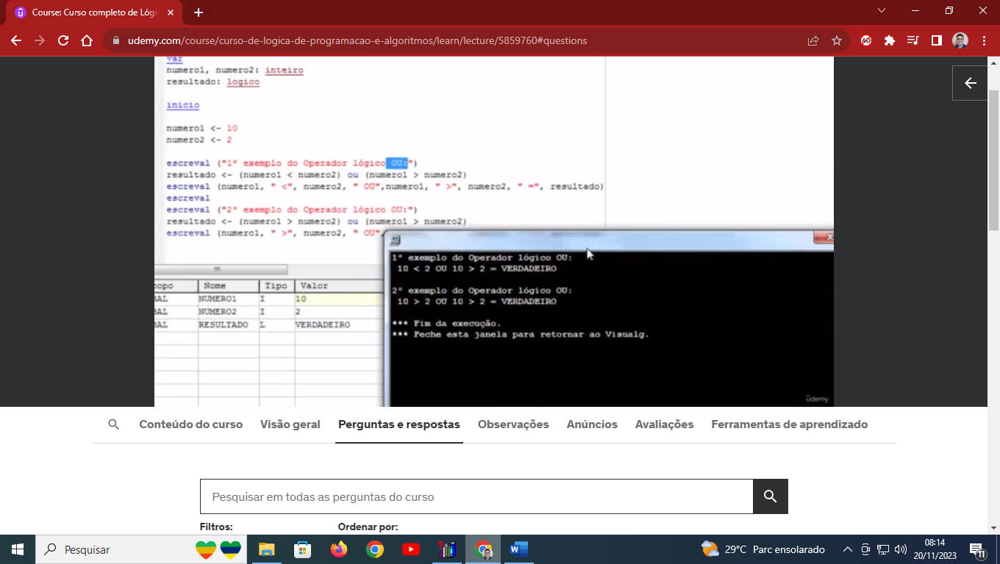 Course: Curso completo de Lógi
udemy.com/course/curso-de-logica-de-programacao-e-algoritmos/learn/lecture/5859760#questions
var
numero1, numero2: inteiro
resultado: logico
inicio
numero1 <- 10
numero2 <- 2
escreval ("1º exemplo do Operador lógico OU:")
resultado <- (numero1 < numero2) ou (numero1 > numero2)
escreval (numero1, " <", numero2, " OU",numero1, " >", numero2, " =", resultado)
escreval
escreval ("2º exemplo do Operador lógico OU:")
resultado <- (numero1 > numero2) ou (numero1 > numero2)
escreval (numero1, " >", numero2, " OU"
1º exemplo do Operador lógico OU:
10 < 2 OU 10 > 2 = VERDADEIRO
2º exemplo do Operador lógico OU:
10 > 2 OU 10 > 2 = VERDADEIRO
*** Fim da execução.
*** Feche esta janela para retornar ao Visualg.
copo Nome Tipo Valor
BAL NUMERO1 I 10
BAL NUMERO2 I 2
BAL RESULTADO L VERDADEIRO
ûdemy
Conteúdo do curso Visão geral Perguntas e respostas Observações Anúncios Avaliações Ferramentas de aprendizado
Pesquisar em todas as perguntas do curso
Filtros: Ordenar por:
Pesquisar
29°C Parc ensolarado
08:14
20/11/2023
11